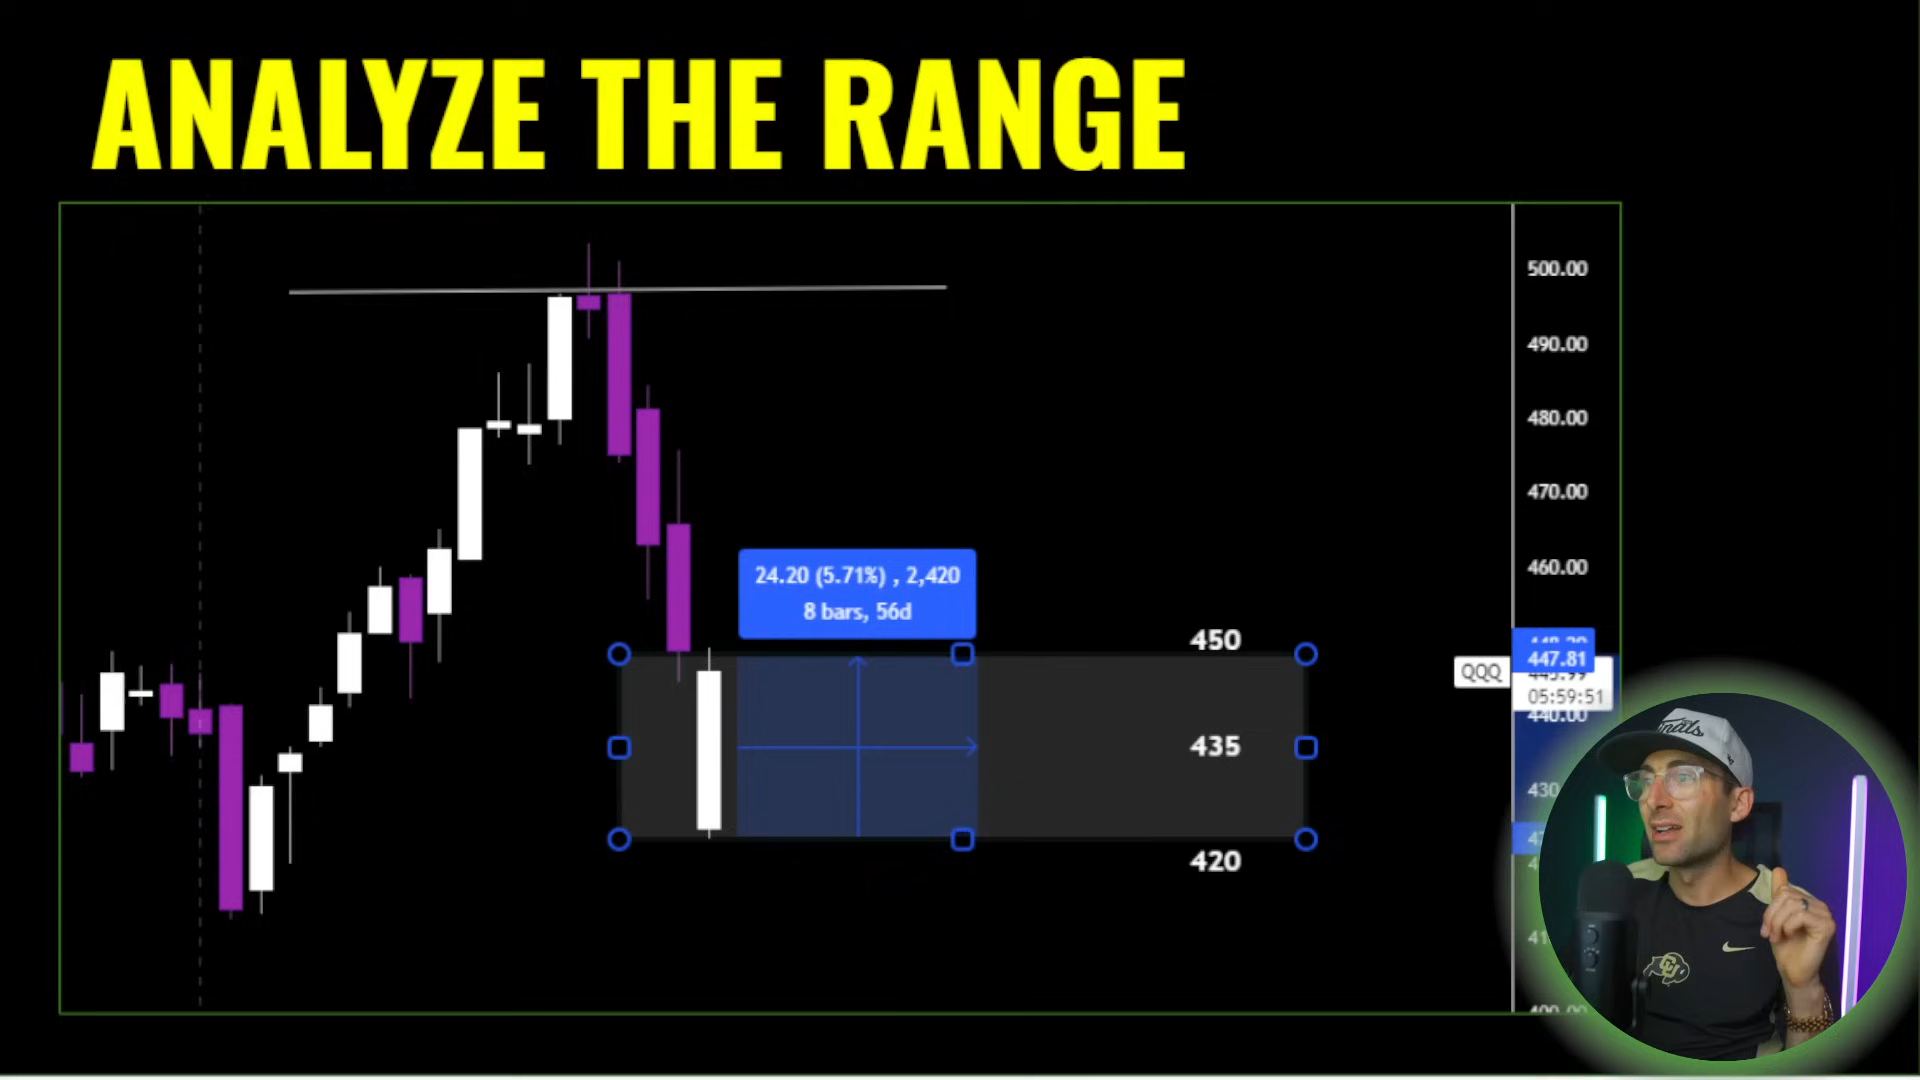 ANALYZE THE RANGE
500.00
490.00
480.00
470.00
24.20 (5.71%) , 2,420
8 bars, 56d
460.00
450
447.81
QQQ
05:59:51
440.00
435
430
420
CU